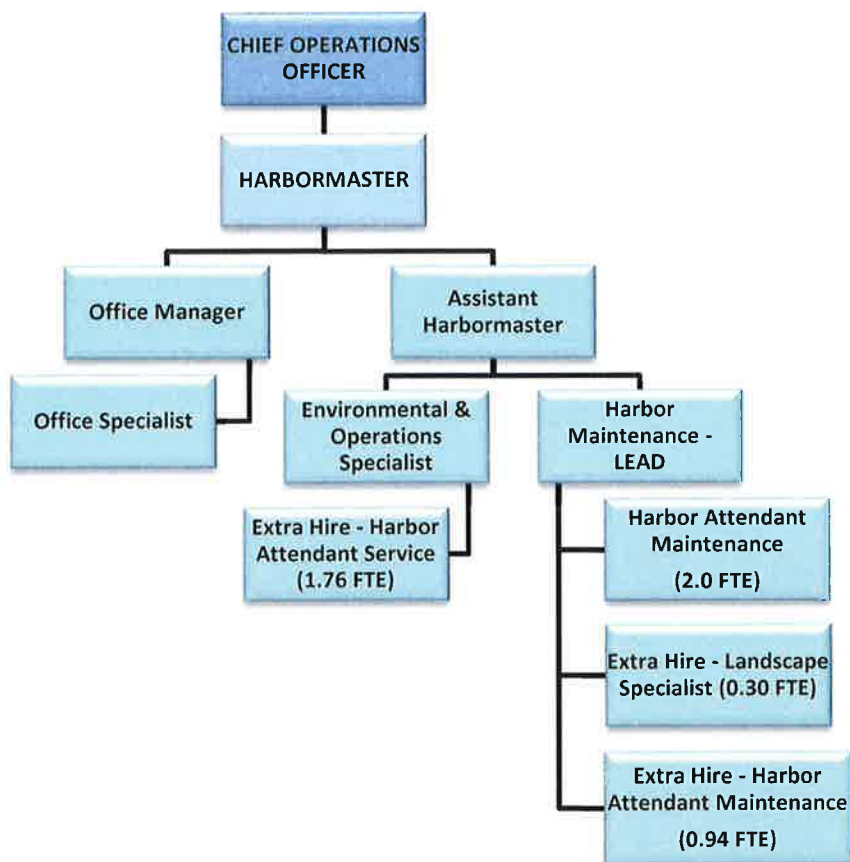 CHIEF OPERATIONS
OFFICER
HARBORMASTER
Office Manager
Assistant
Harbormaster
Office Specialist
Environmental &
Operations
Specialist
Harbor
Maintenance -
LEAD
Extra Hire - Harbor
Attendant Service
(1.76 FTE)
Harbor Attendant
Maintenance
(2.0 FTE)
Extra Hire - Landscape
Specialist (0.30 FTE)
Extra Hire - Harbor
Attendant Maintenance
(0.94 FTE)